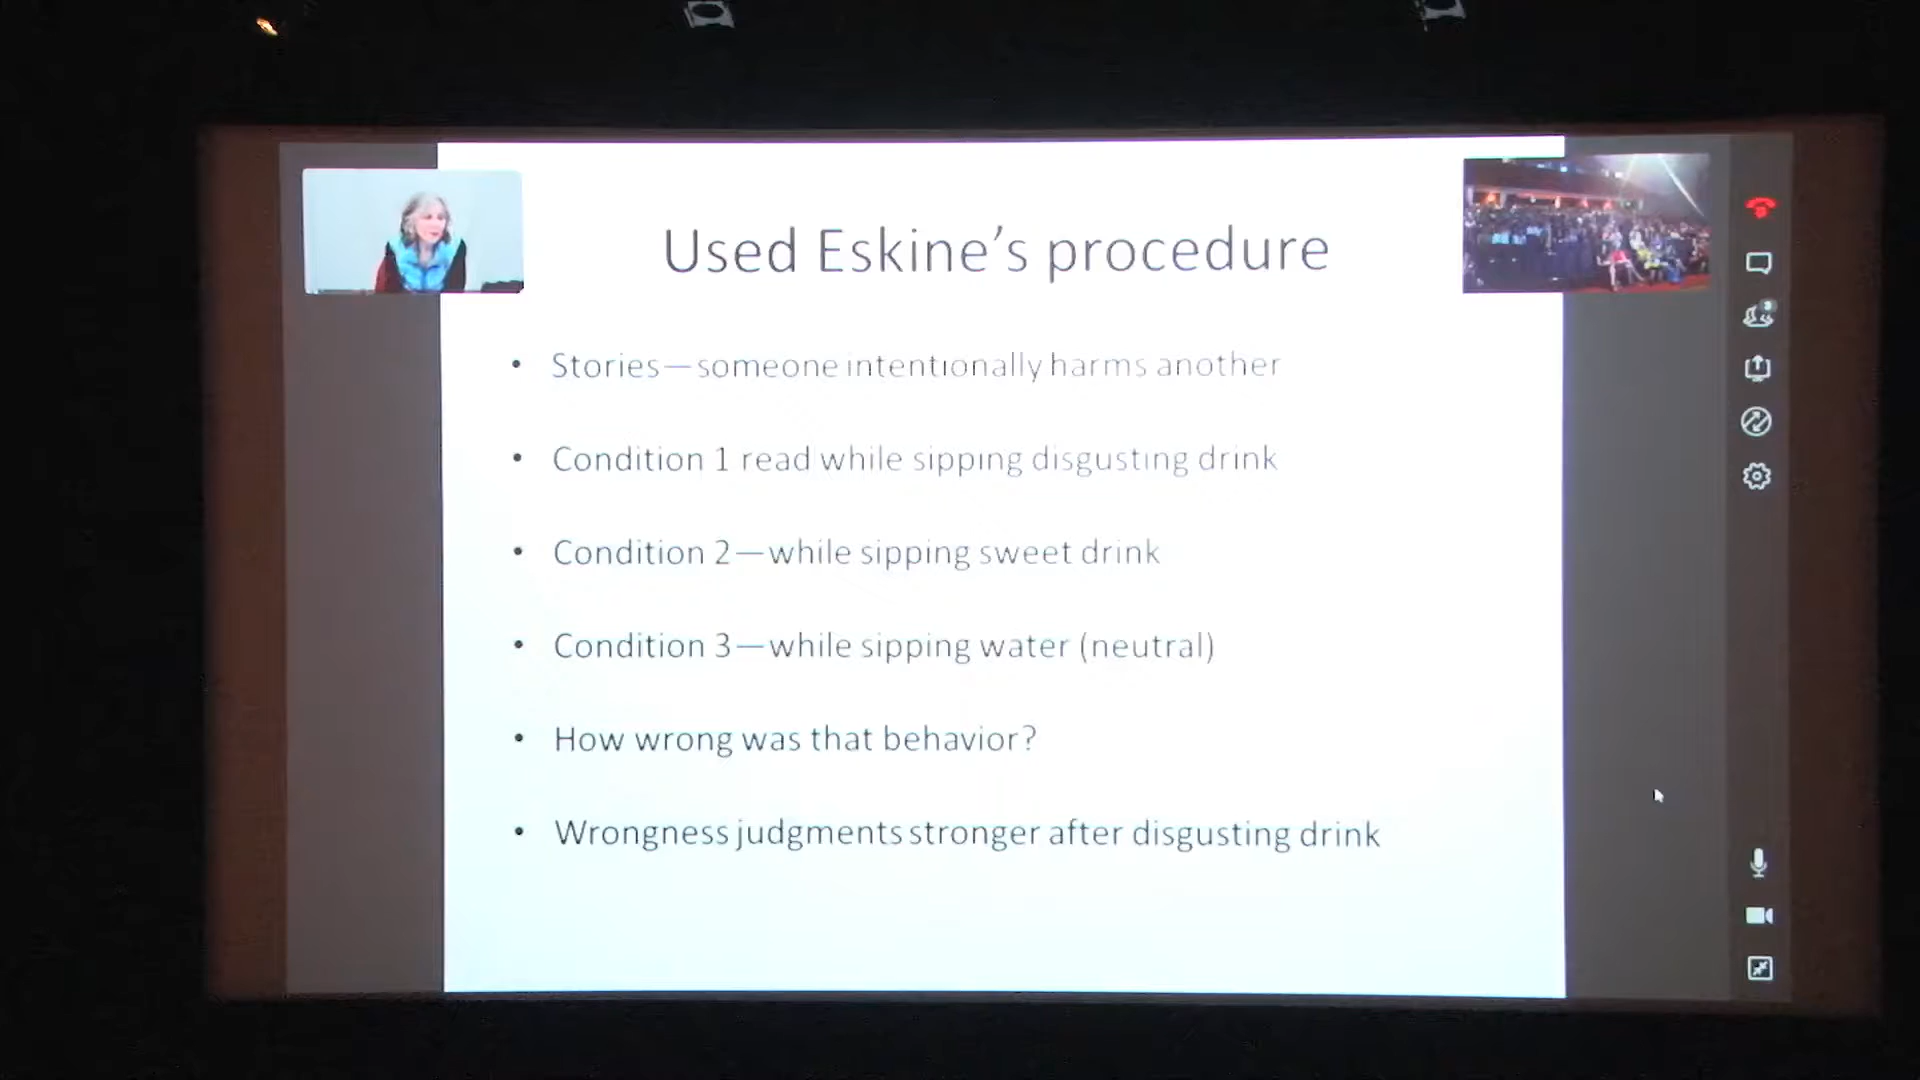 Used Eskine's procedure
• Stories—someone intentionally harms another
• Condition 1 read while sipping disgusting drink
• Condition 2—while sipping sweet drink
• Condition 3—while sipping water (neutral)
• How wrong was that behavior?
• Wrongness judgments stronger after disgusting drink